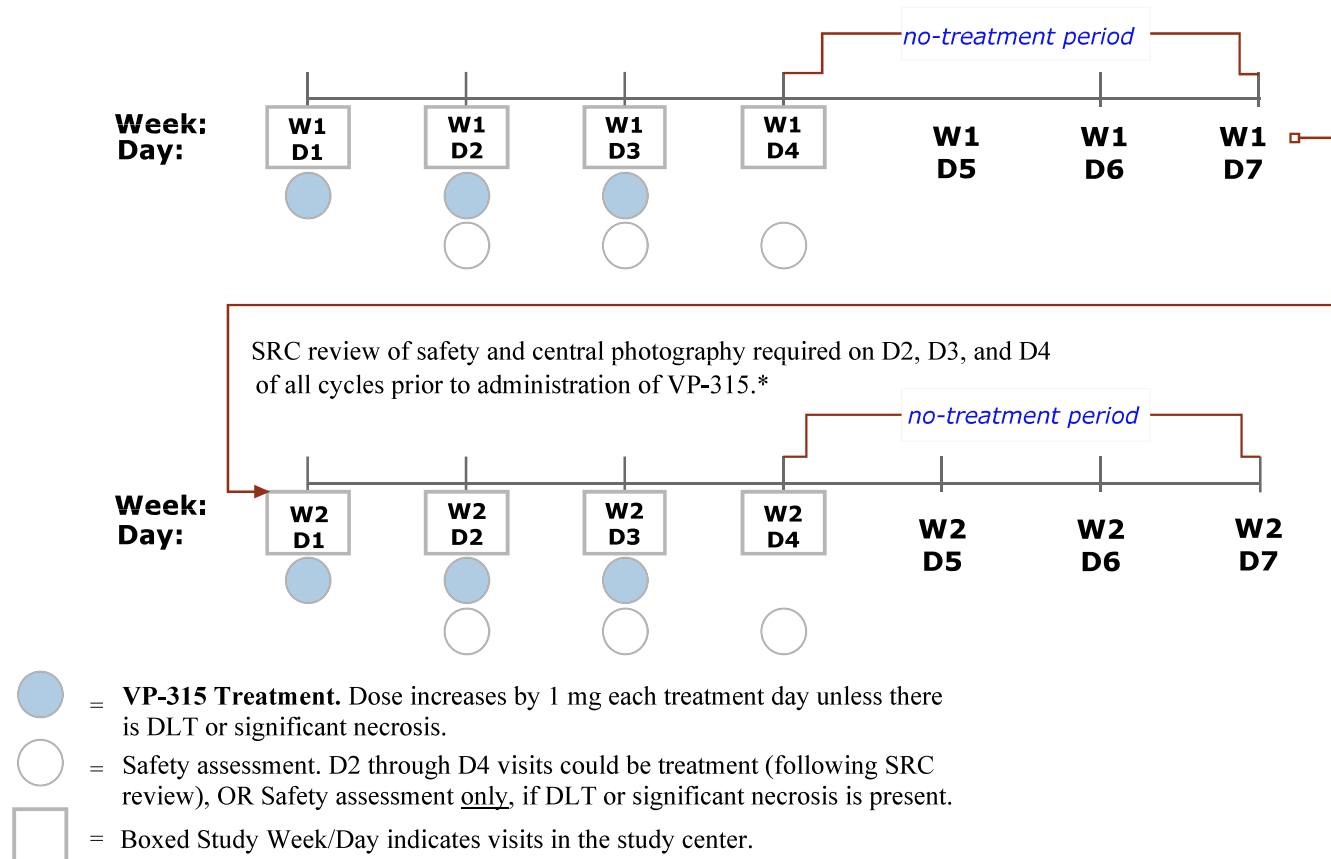 no-treatment period
Week:
Day:
W1
D1
W1
D2
W1
D3
W1
D4
W1
D5
W1
D6
W1
D7
SRC review of safety and central photography required on D2, D3, and D4
of all cycles prior to administration of VP-315.*
no-treatment period
Week:
Day:
W2
D1
W2
D2
W2
D3
W2
D4
W2
D5
W2
D6
W2
D7
= VP-315 Treatment. Dose increases by 1 mg each treatment day unless there
is DLT or significant necrosis.
= Safety assessment. D2 through D4 visits could be treatment (following SRC
review), OR Safety assessment only, if DLT or significant necrosis is present.
= Boxed Study Week/Day indicates visits in the study center.